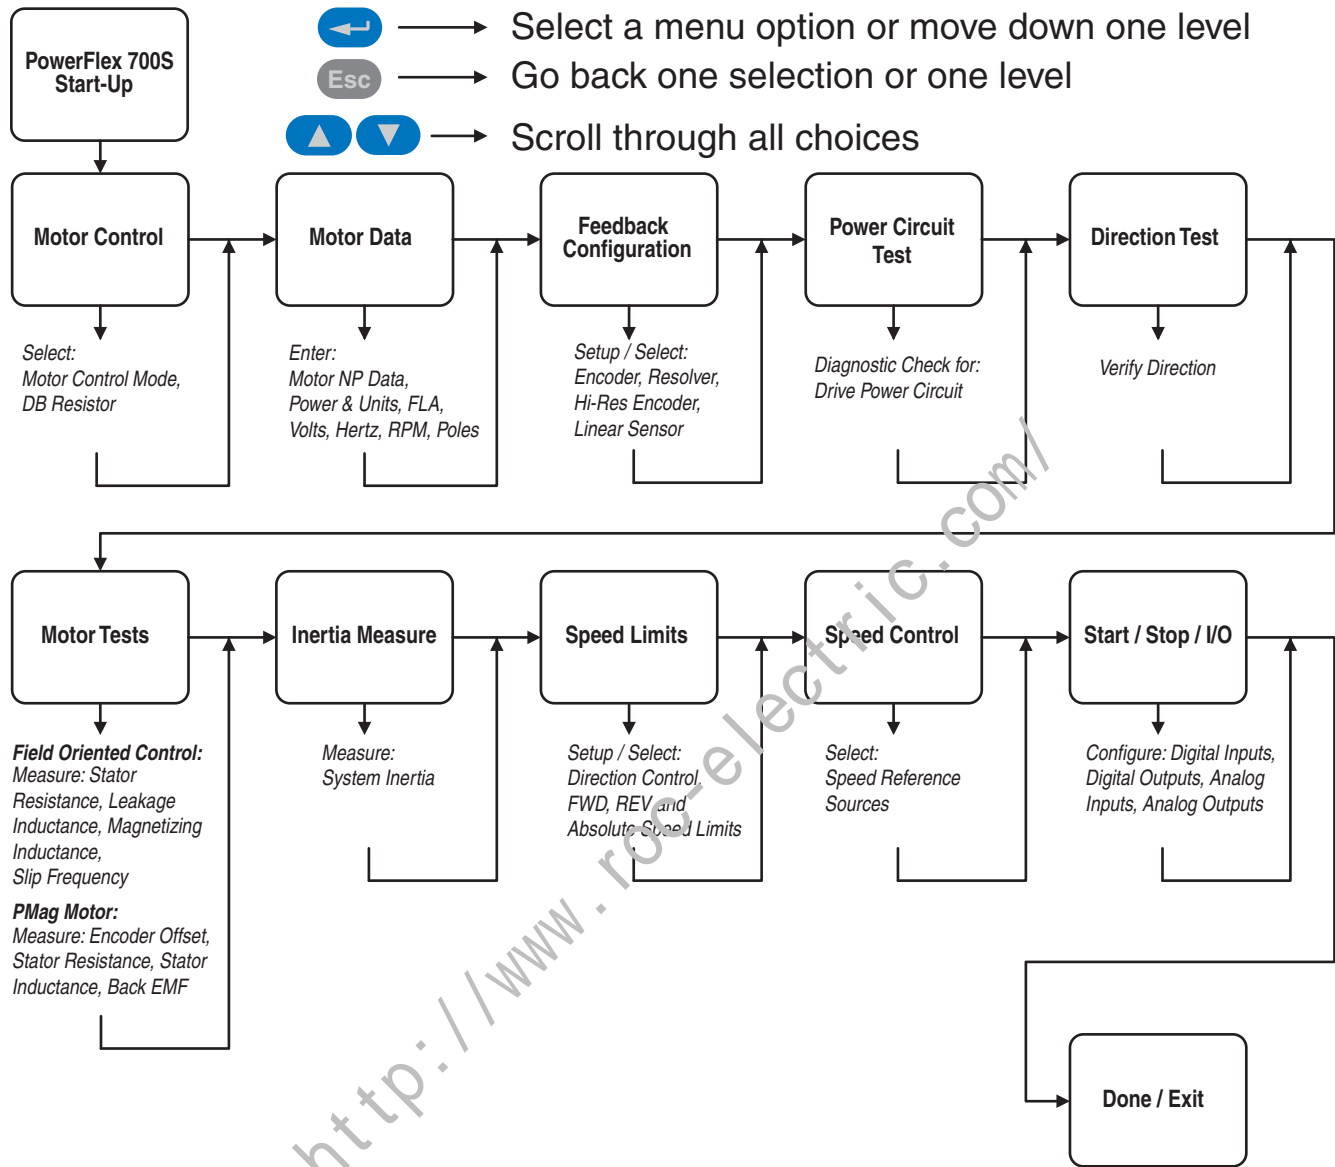 PowerFlex 700S
Start-Up
Select a menu option or move down one level
Esc
Go back one selection or one level
Scroll through all choices
Motor Control
Motor Data
Feedback
Configuration
Power Circuit
Test
Direction Test
Select:
Motor Control Mode,
DB Resistor
Enter:
Motor NP Data,
Power & Units, FLA,
Volts, Hertz, RPM, Poles
Setup / Select:
Encoder, Resolver,
Hi-Res Encoder,
Linear Sensor
Diagnostic Check for:
Drive Power Circuit
Verify Direction
Motor Tests
Inertia Measure
Speed Limits
Speed Control
Start / Stop / I/O
Field Oriented Control:
Measure: Stator
Resistance, Leakage
Inductance, Magnetizing
Inductance,
Slip Frequency
PMag Motor:
Measure: Encoder Offset,
Stator Resistance, Stator
Inductance, Back EMF
Measure:
System Inertia
Setup / Select:
Direction Control,
FWD, REV and
Absolute Speed Limits
Select:
Speed Reference
Sources
Configure: Digital Inputs,
Digital Outputs, Analog
Inputs, Analog Outputs
Done / Exit
http://www.roc-electric.com/